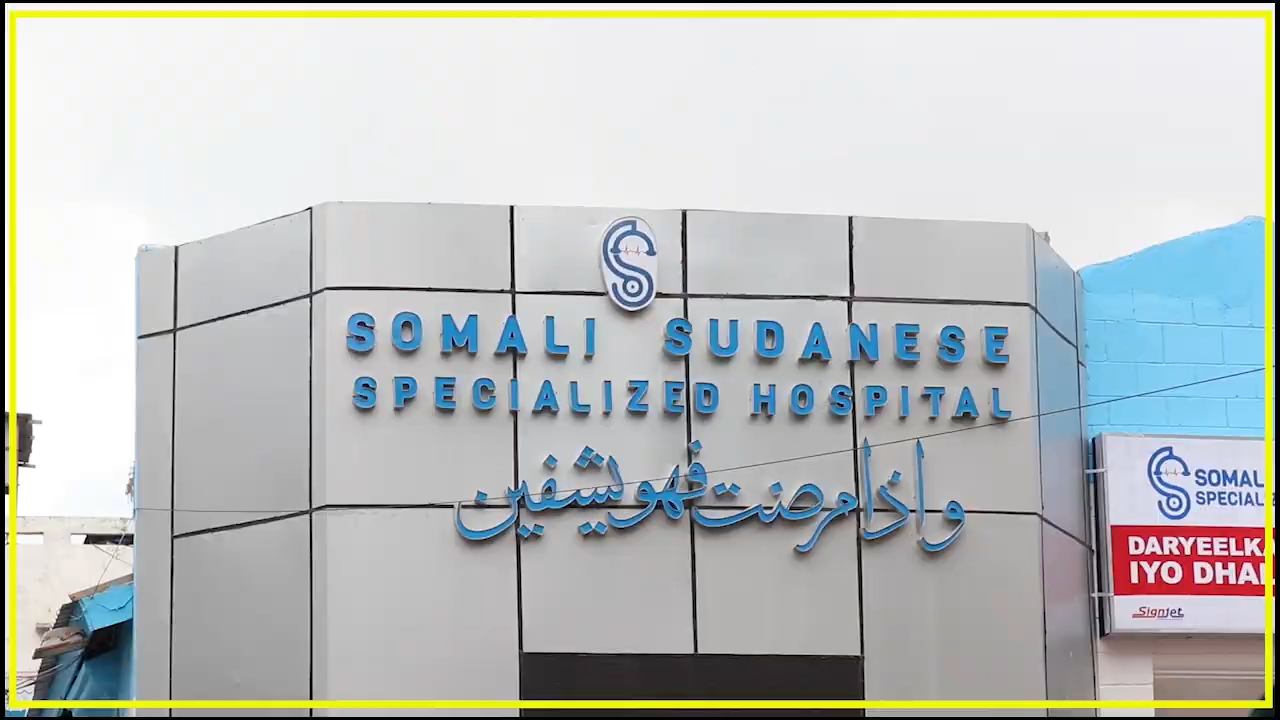 SOMALI SUDANESE
SPECIALIZED HOSPITAL
واذا مرضت فهو يشفين
SOMAL
SPECIAL
DARYEELKA
IYO DHA
Signjet